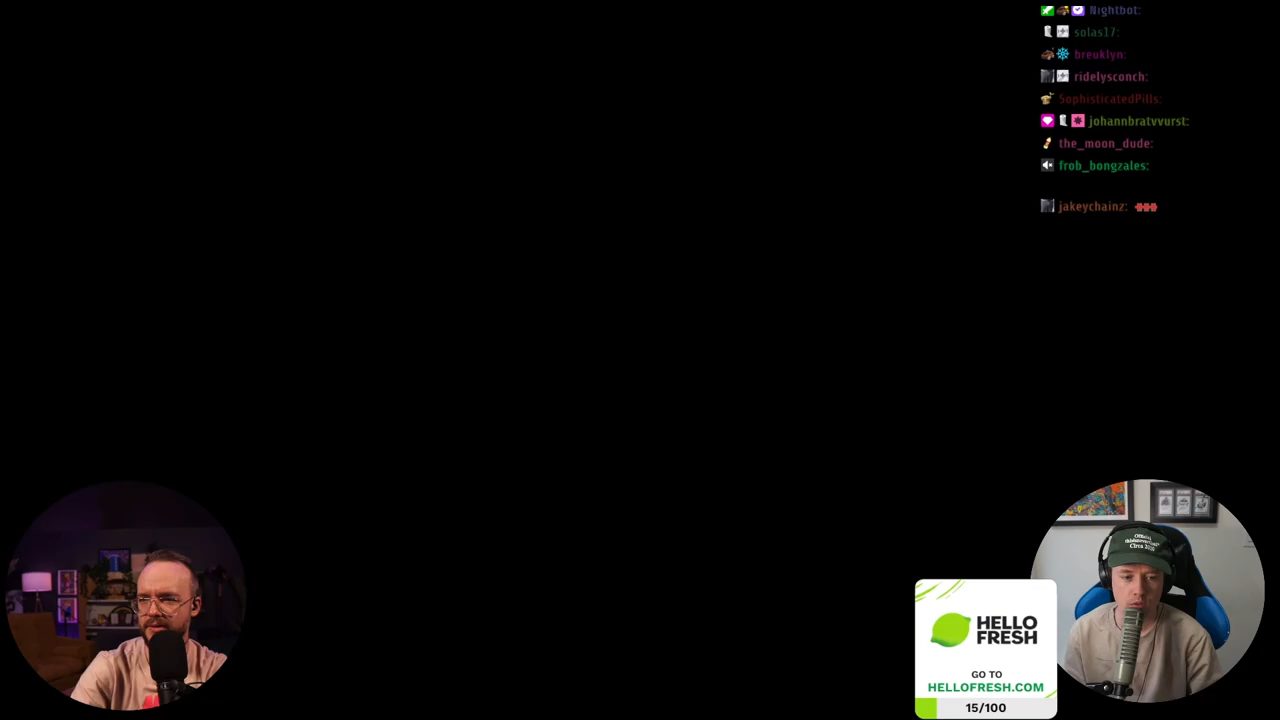 Nightbot:
solas17:
breuklyn:
ridelysconch:
SophisticatedPills:
johannbratvvurst:
the_moon_dude:
frob_bongzales:
jakeychainz:
HELLO
FRESH
GO TO
HELLOFRESH.COM
15/100